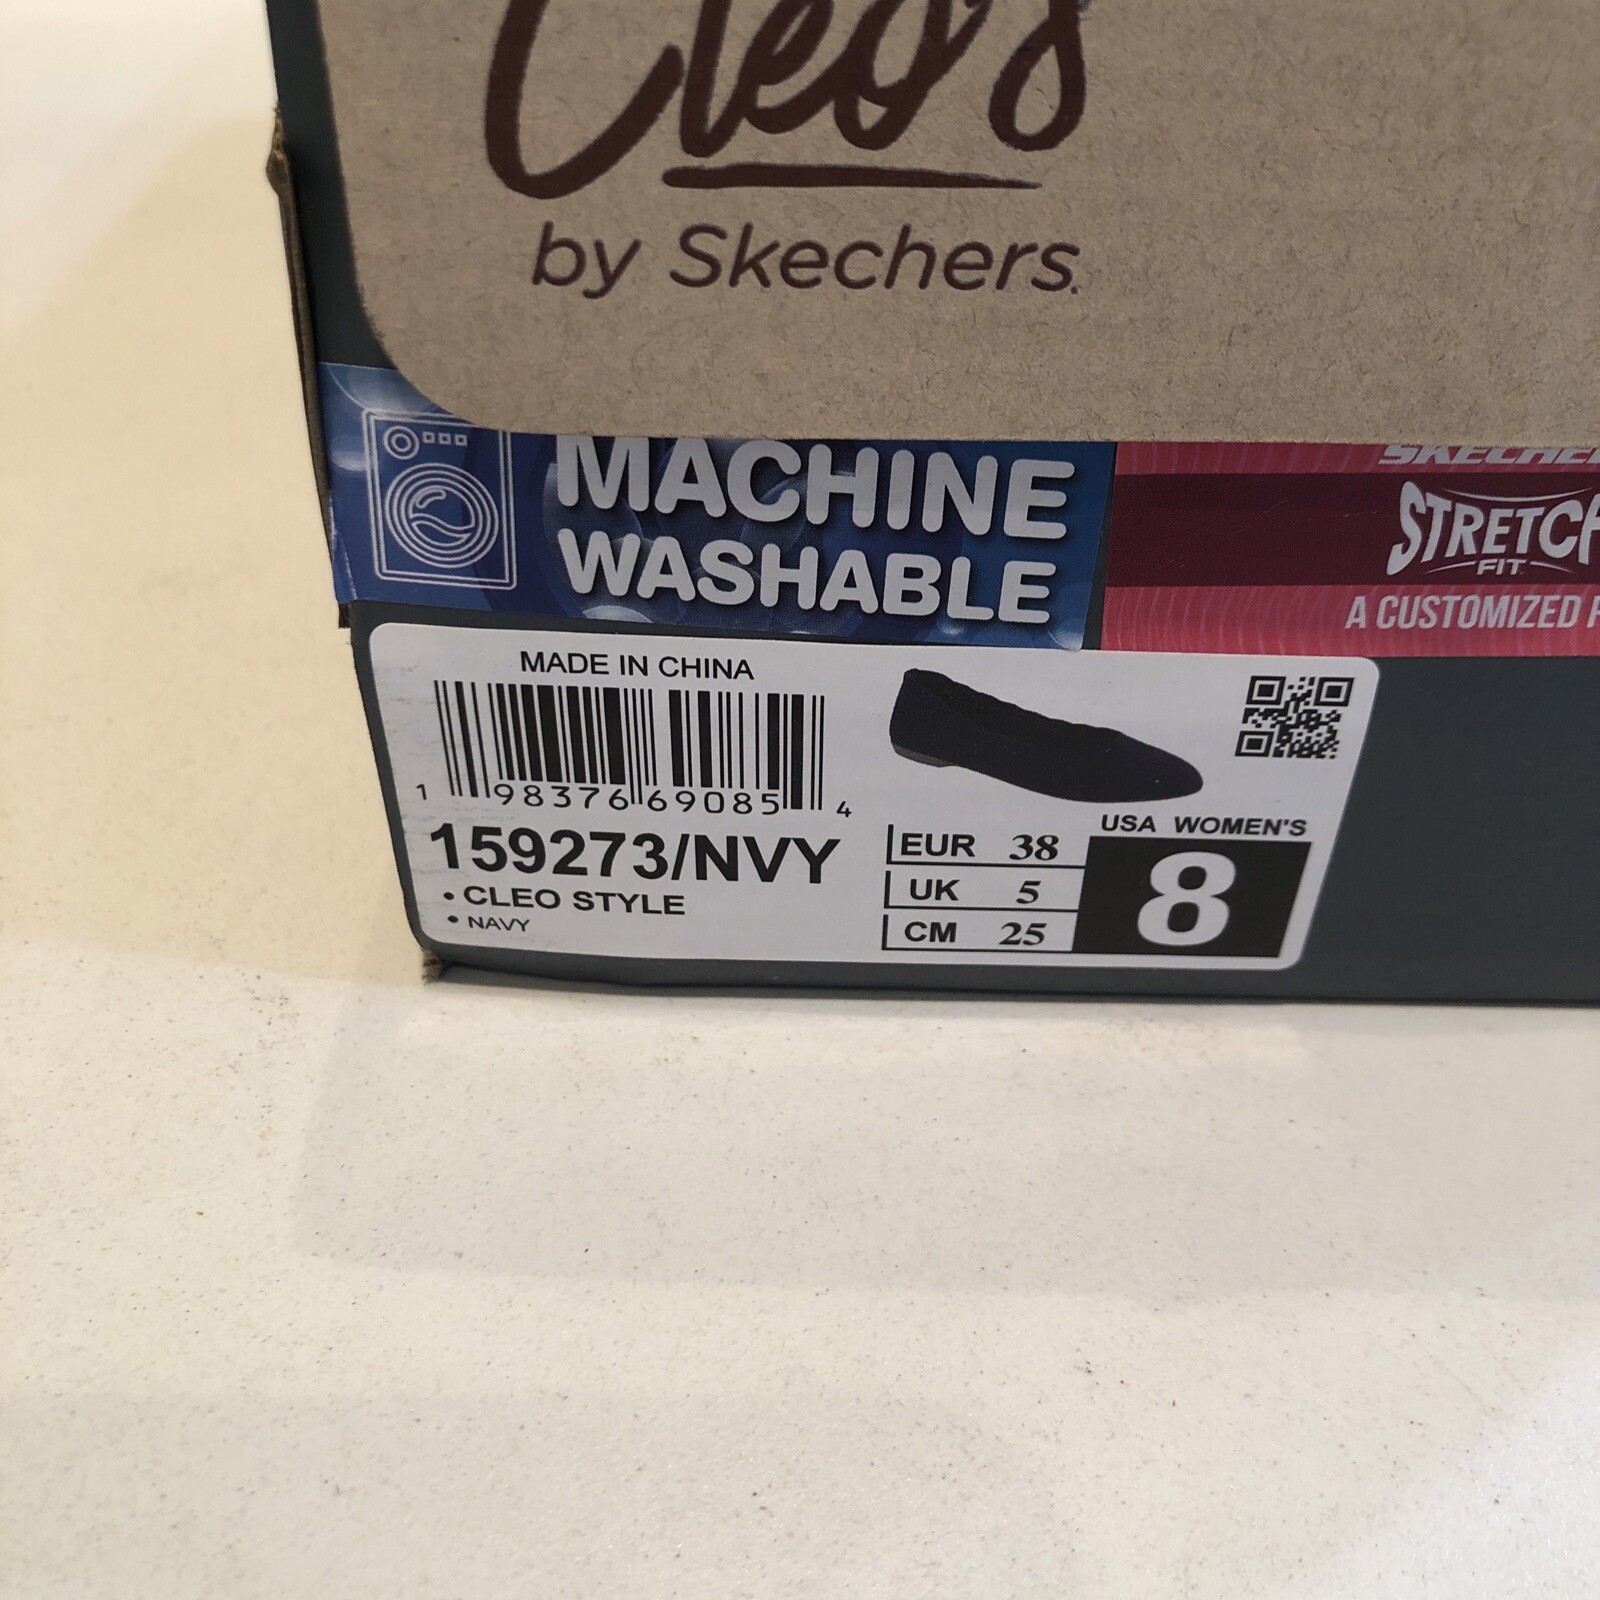 Cleo's
by Skechers.
MACHINE
WASHABLE
SKECHER
STRETCH
FIT
A CUSTOMIZED F
MADE IN CHINA
1 98376 69085 4
159273/NVY
• CLEO STYLE
• NAVY
USA WOMEN'S
EUR 38
UK 5
CM 25
8